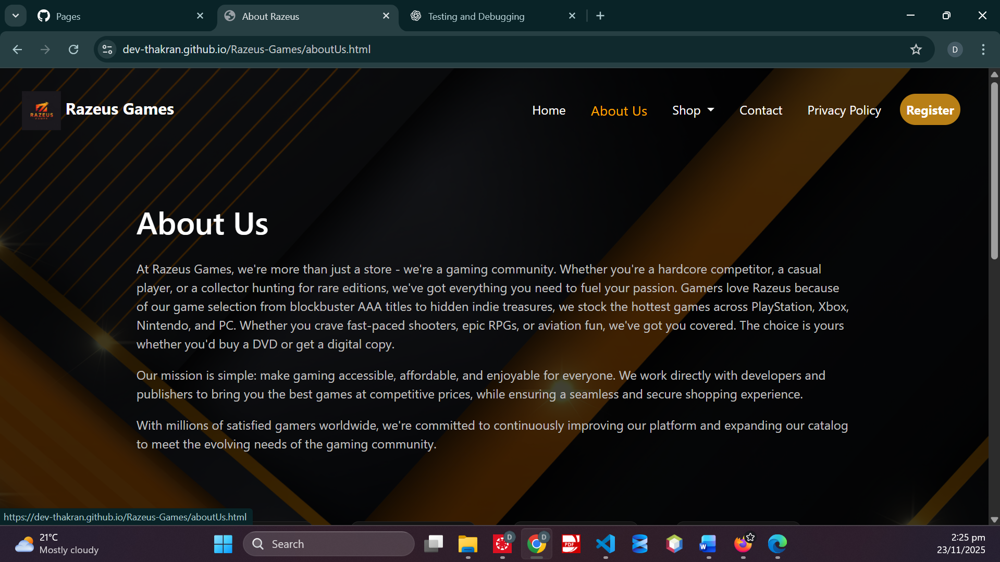 Pages
About Razeus
Testing and Debugging
dev-thakran.github.io/Razeus-Games/aboutUs.html
D
RAZEUS
GAMES
Razeus Games
Home
About Us
Shop
Contact
Privacy Policy
Register
About Us
At Razeus Games, we're more than just a store - we're a gaming community. Whether you're a hardcore competitor, a casual
player, or a collector hunting for rare editions, we've got everything you need to fuel your passion. Gamers love Razeus because
of our game selection from blockbuster AAA titles to hidden indie treasures, we stock the hottest games across PlayStation, Xbox,
Nintendo, and PC. Whether you crave fast-paced shooters, epic RPGs, or aviation fun, we've got you covered. The choice is yours
whether you'd buy a DVD or get a digital copy.
Our mission is simple: make gaming accessible, affordable, and enjoyable for everyone. We work directly with developers and
publishers to bring you the best games at competitive prices, while ensuring a seamless and secure shopping experience.
With millions of satisfied gamers worldwide, we're committed to continuously improving our platform and expanding our catalog
to meet the evolving needs of the gaming community.
https://dev-thakran.github.io/Razeus-Games/aboutUs.html
21°C
Mostly cloudy
Search
D
D
PDF
W
2:25 pm
23/11/2025